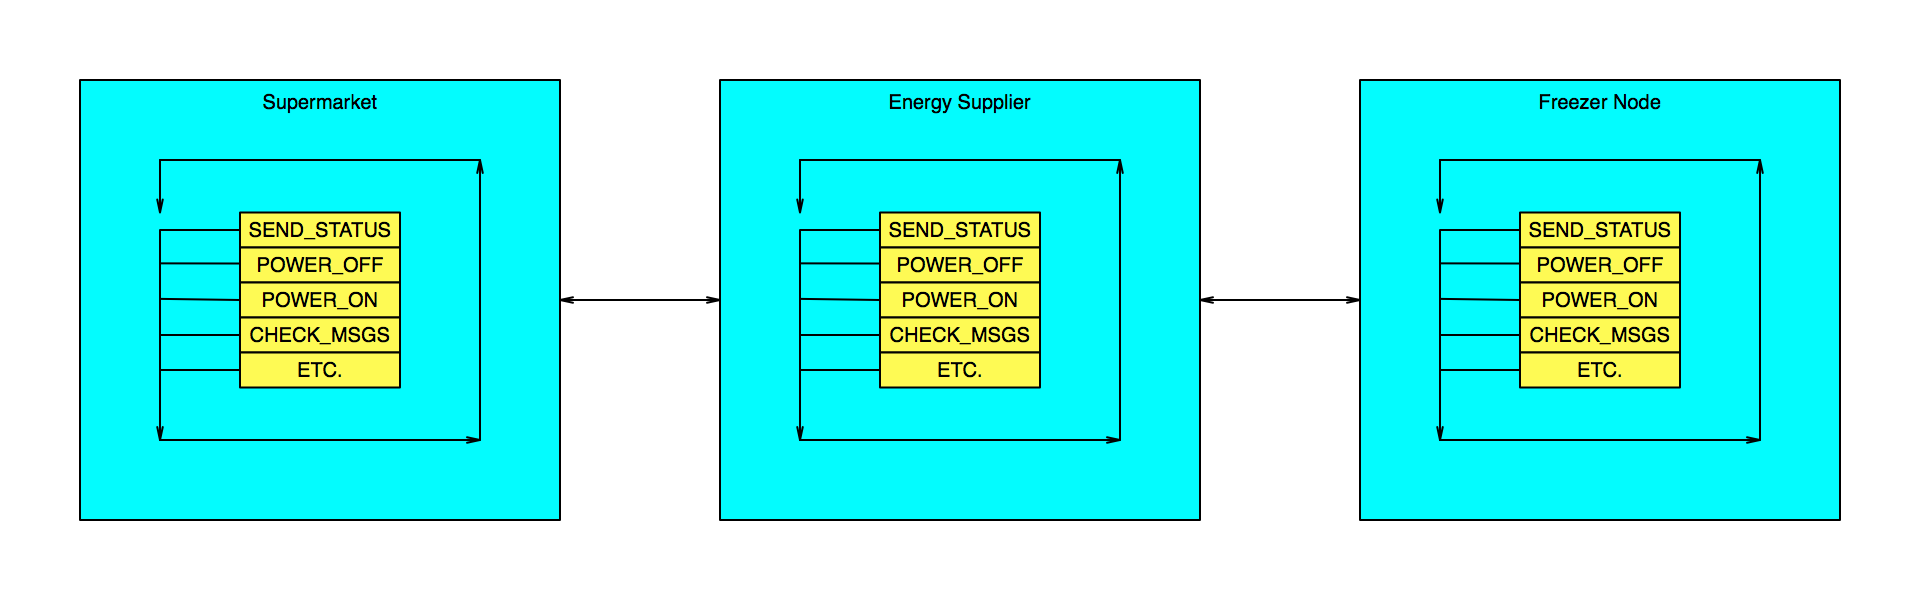 Supermarket
SEND_STATUS
POWER_OFF
POWER_ON
CHECK_MSGS
ETC.
Energy Supplier
SEND_STATUS
POWER_OFF
POWER_ON
CHECK_MSGS
ETC.
Freezer Node
SEND_STATUS
POWER_OFF
POWER_ON
CHECK_MSGS
ETC.